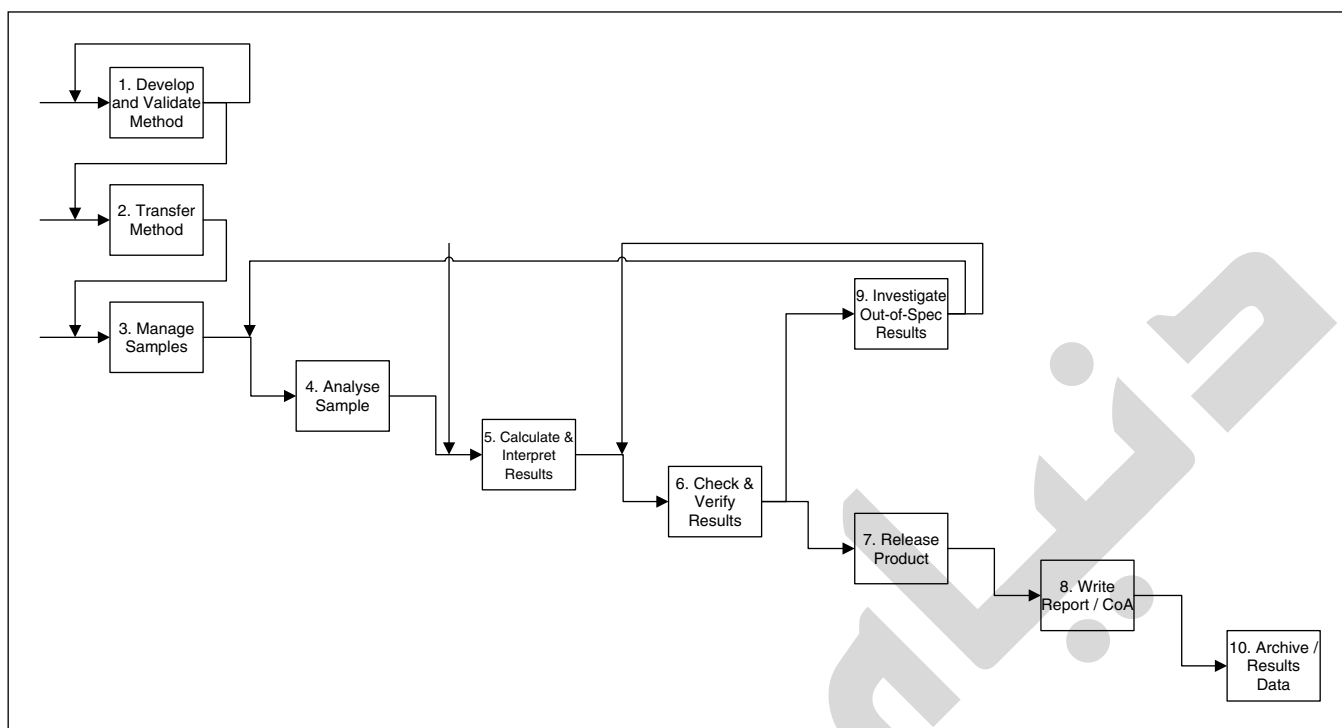 1. Develop
and Validate
Method
2. Transfer
Method
3. Manage
Samples
9. Investigate
Out-of-Spec
Results
4. Analyse
Sample
5. Calculate &
Interpret
Results
6. Check &
Verify
Results
7. Release
Product
8. Write
Report / CoA
10. Archive /
Results
Data